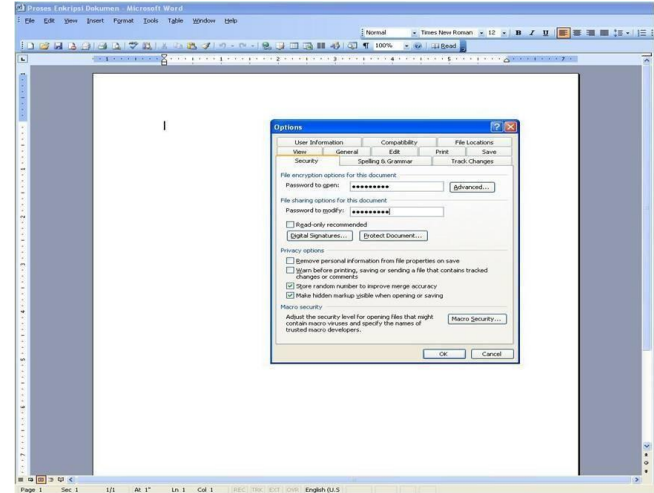 Proses Enkripsi Dokumen - Microsoft Word
File Edit View Insert Format Tools Table Window Help
Normal Times New Roman 12 B I U
100% Read
Options
User Information Compatibility File Locations
View General Edit Print Save
Security Spelling & Grammar Track Changes
File encryption options for this document
Password to open: ●●●●●●●●● Advanced...
File sharing options for this document
Password to modify: ●●●●●●●●●
Read-only recommended
Digital Signatures... Protect Document...
Privacy options
Remove personal information from file properties on save
Warn before printing, saving or sending a file that contains tracked
changes or comments
Store random number to improve merge accuracy
Make hidden markup visible when opening or saving
Macro security
Adjust the security level for opening files that might
contain macro viruses and specify the names of
trusted macro developers.
Macro Security...
OK Cancel
Page 1 Sec 1 1/1 At 1" Ln 1 Col 1 REC TRK EXT OVR English (U.S